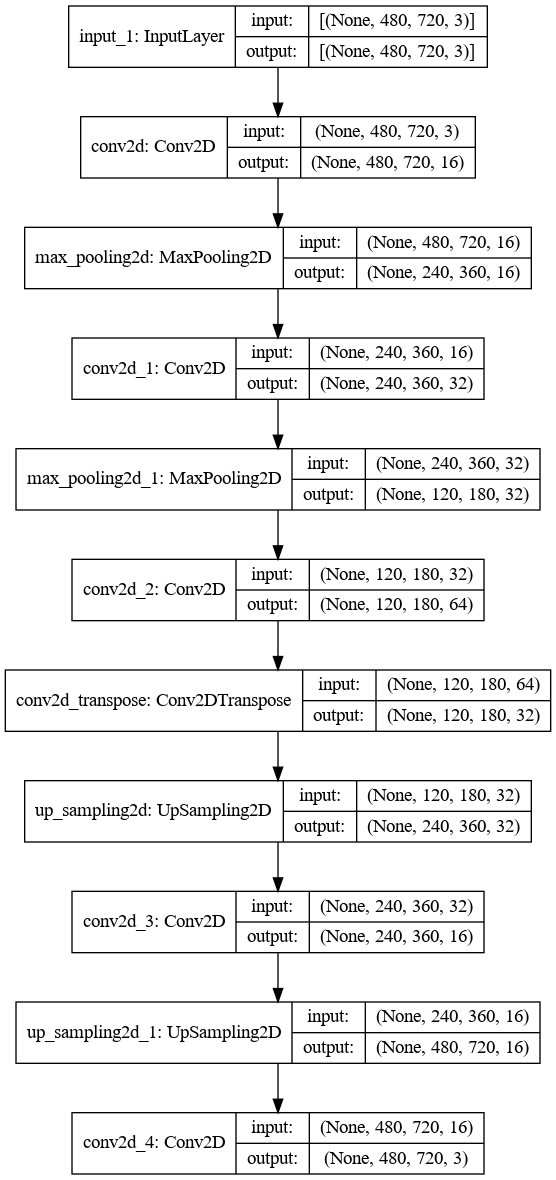 input_1: InputLayer
input: [(None, 480, 720, 3)]
output: [(None, 480, 720, 3)]
conv2d: Conv2D
input: (None, 480, 720, 3)
output: (None, 480, 720, 16)
max_pooling2d: MaxPooling2D
input: (None, 480, 720, 16)
output: (None, 240, 360, 16)
conv2d_1: Conv2D
input: (None, 240, 360, 16)
output: (None, 240, 360, 32)
max_pooling2d_1: MaxPooling2D
input: (None, 240, 360, 32)
output: (None, 120, 180, 32)
conv2d_2: Conv2D
input: (None, 120, 180, 32)
output: (None, 120, 180, 64)
conv2d_transpose: Conv2DTranspose
input: (None, 120, 180, 64)
output: (None, 120, 180, 32)
up_sampling2d: UpSampling2D
input: (None, 120, 180, 32)
output: (None, 240, 360, 32)
conv2d_3: Conv2D
input: (None, 240, 360, 32)
output: (None, 240, 360, 16)
up_sampling2d_1: UpSampling2D
input: (None, 240, 360, 16)
output: (None, 480, 720, 16)
conv2d_4: Conv2D
input: (None, 480, 720, 16)
output: (None, 480, 720, 3)